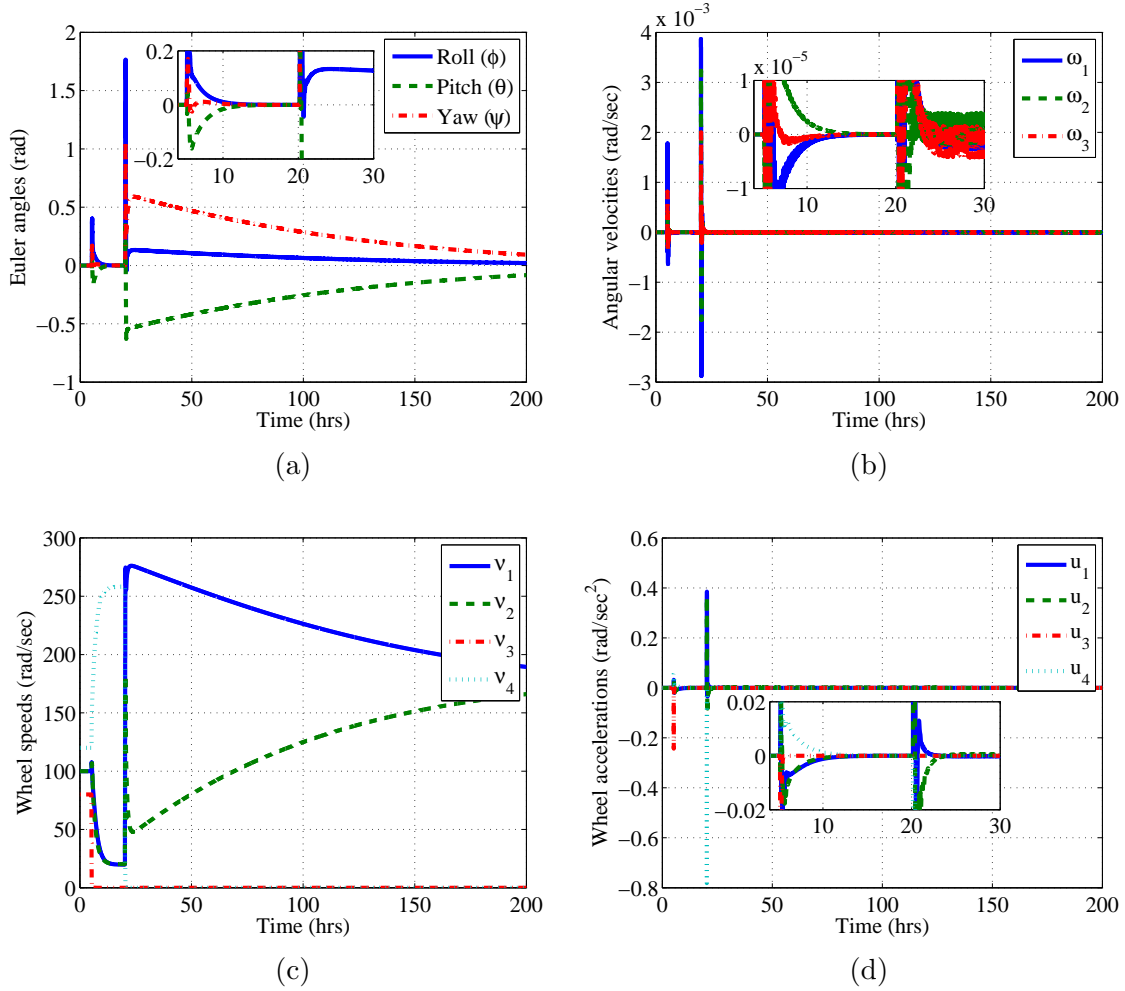 2
1.5
1
0.5
0
−0.5
−1
0 50 100 150 200
Time (hrs)
Euler angles (rad)
0.2
0
−0.2
10 20 30
Roll (ϕ)
Pitch (θ)
Yaw (ψ)
(a)
x 10⁻³
4
3
2
1
0
−1
−2
−3
0 50 100 150 200
Time (hrs)
Angular velocities (rad/sec)
x 10⁻⁵
1
0
−1
10 20 30
ω₁
ω₂
ω₃
(b)
300
250
200
150
100
50
0
0 50 100 150 200
Time (hrs)
Wheel speeds (rad/sec)
ν₁
ν₂
ν₃
ν₄
(c)
0.6
0.4
0.2
0
−0.2
−0.4
−0.6
−0.8
0 50 100 150 200
Time (hrs)
Wheel accelerations (rad/sec²)
0.02
0
−0.02
10 20 30
u₁
u₂
u₃
u₄
(d)